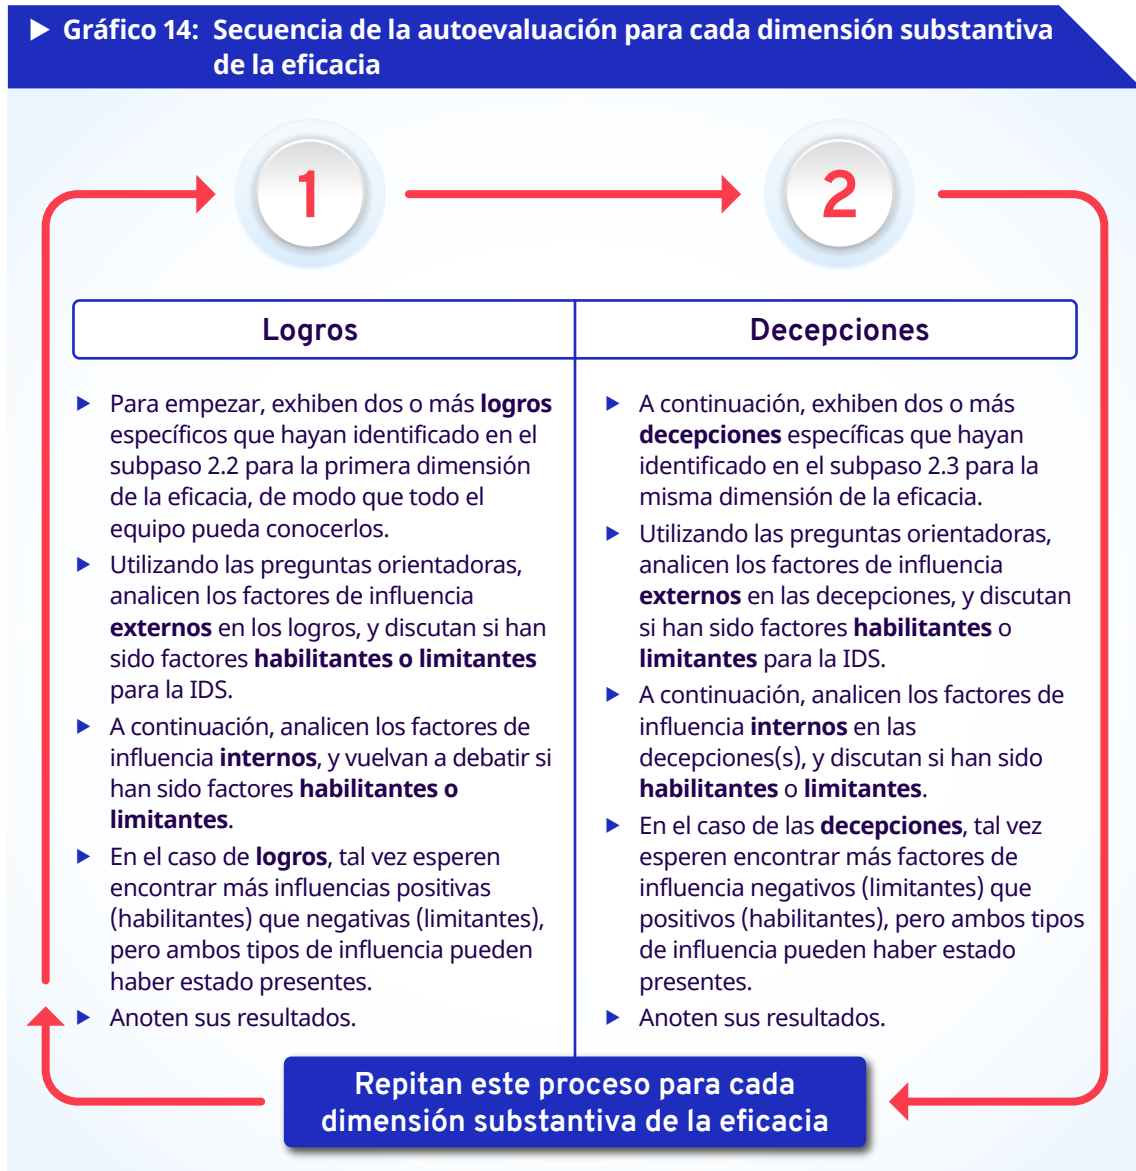 Gráfico 14: Secuencia de la autoevaluación para cada dimensión substantiva
de la eficacia
1
2
Logros
Para empezar, exhiben dos o más logros
específicos que hayan identificado en el
subpaso 2.2 para la primera dimensión
de la eficacia, de modo que todo el
equipo pueda conocerlos.
Utilizando las preguntas orientadoras,
analicen los factores de influencia
externos en los logros, y discutan si han
sido factores habilitantes o limitantes
para la IDS.
A continuación, analicen los factores de
influencia internos, y vuelvan a debatir si
han sido factores habilitantes o
limitantes.
En el caso de logros, tal vez esperen
encontrar más influencias positivas
(habilitantes) que negativas (limitantes),
pero ambos tipos de influencia pueden
haber estado presentes.
Anoten sus resultados.
Decepciones
A continuación, exhiben dos o más
decepciones específicas que hayan
identificado en el subpaso 2.3 para la
misma dimensión de la eficacia.
Utilizando las preguntas orientadoras,
analicen los factores de influencia
externos en las decepciones, y discutan
si han sido factores habilitantes o
limitantes para la IDS.
A continuación, analicen los factores de
influencia internos en las
decepciones(s), y discutan si han sido
habilitantes o limitantes.
En el caso de las decepciones, tal vez
esperen encontrar más factores de
influencia negativos (limitantes) que
positivos (habilitantes), pero ambos tipos
de influencia pueden haber estado
presentes.
Anoten sus resultados.
Repitan este proceso para cada
dimensión substantiva de la eficacia